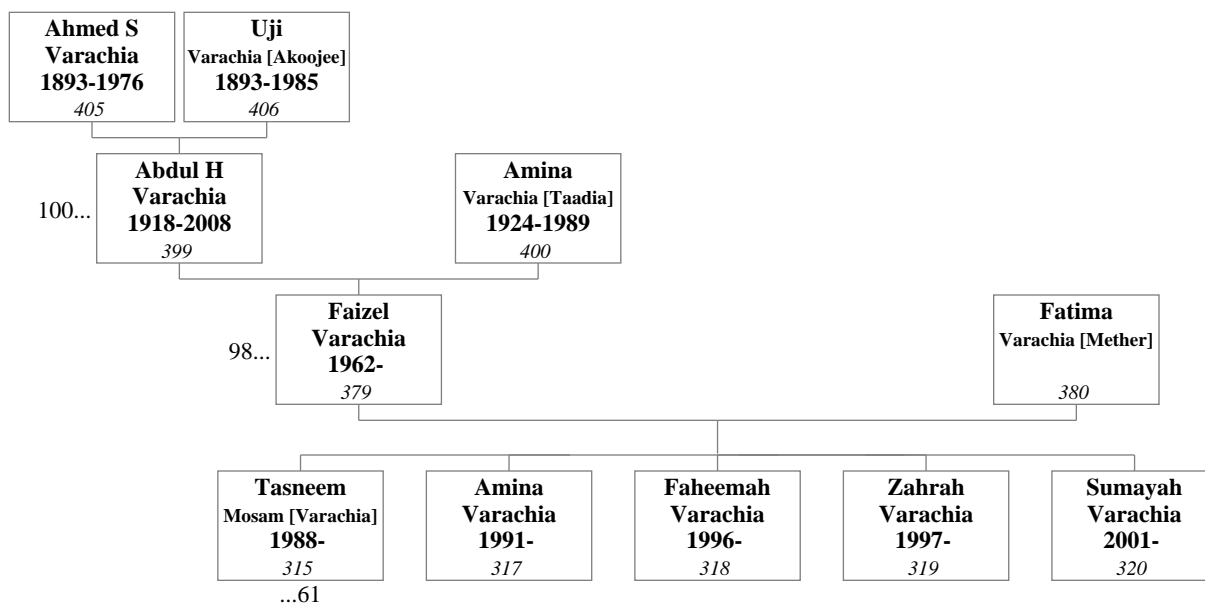 Ahmed S
Varachia
1893-1976
405
Uji
Varachia [Akoojee]
1893-1985
406
100...
Abdul H
Varachia
1918-2008
399
Amina
Varachia [Taadia]
1924-1989
400
98...
Faizel
Varachia
1962-
379
Fatima
Varachia [Mether]
380
Tasneem
Mosam [Varachia]
1988-
315
...61
Amina
Varachia
1991-
317
Faheemah
Varachia
1996-
318
Zahrah
Varachia
1997-
319
Sumayah
Varachia
2001-
320